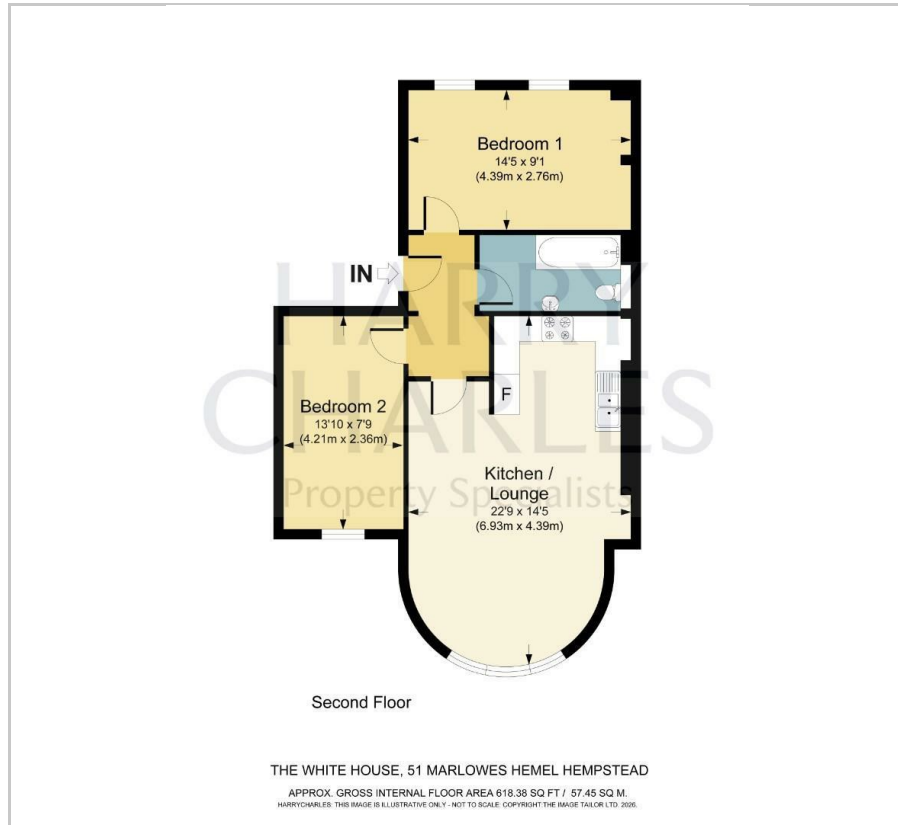 Bedroom 1
14'5 x 9'1
(4.39m x 2.76m)
IN
HARRY
CHARLES
Property Specialists
Bedroom 2
13'10 x 7'9
(4.21m x 2.36m)
F
Kitchen /
Lounge
22'9 x 14'5
(6.93m x 4.39m)
Second Floor
THE WHITE HOUSE, 51 MARLOWES HEMEL HEMPSTEAD
APPROX. GROSS INTERNAL FLOOR AREA 618.38 SQ FT / 57.45 SQ M.
HARRYCHARLES: THIS IMAGE IS ILLUSTRATIVE ONLY - NOT TO SCALE. COPYRIGHT THE IMAGE TAILOR LTD. 2026.